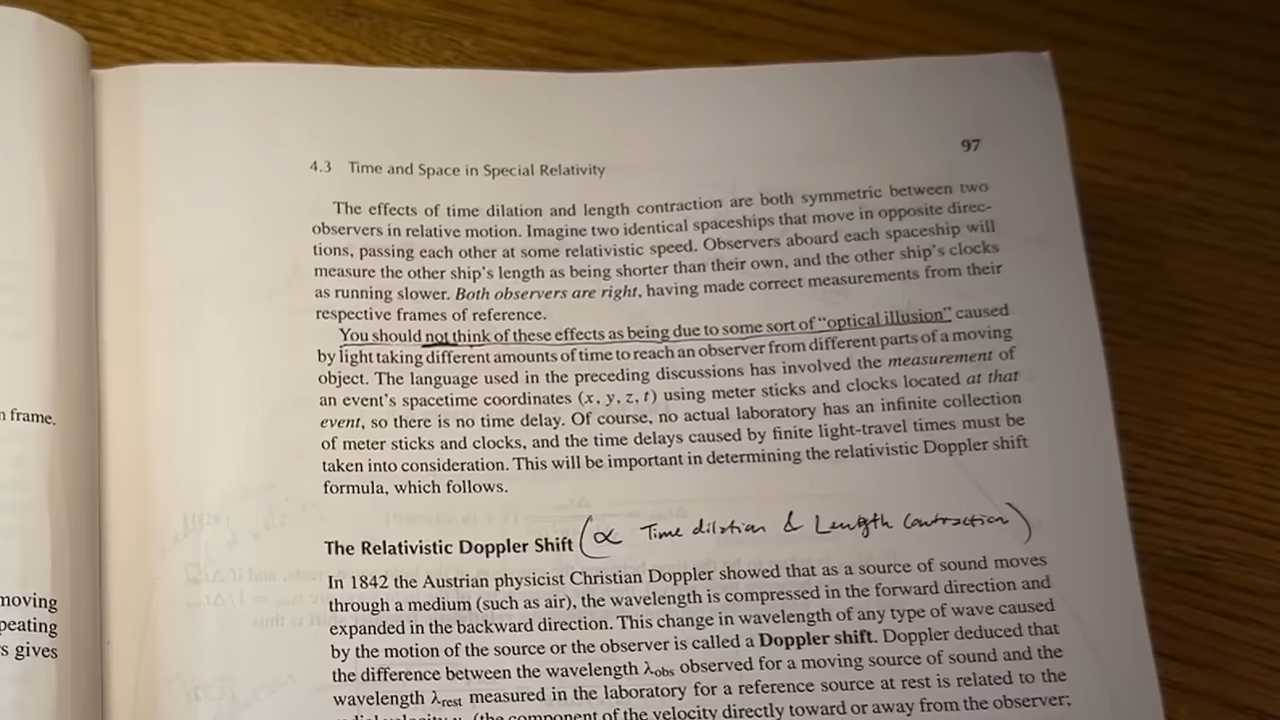 97
4.3 Time and Space in Special Relativity
The effects of time dilation and length contraction are both symmetric between two
observers in relative motion. Imagine two identical spaceships that move in opposite direc-
tions, passing each other at some relativistic speed. Observers aboard each spaceship will
measure the other ship's length as being shorter than their own, and the other ship's clocks
as running slower. Both observers are right, having made correct measurements from their
respective frames of reference.
You should not think of these effects as being due to some sort of “optical illusion” caused
by light taking different amounts of time to reach an observer from different parts of a moving
object. The language used in the preceding discussions has involved the measurement of
an event's spacetime coordinates (x, y, z, t) using meter sticks and clocks located at that
event, so there is no time delay. Of course, no actual laboratory has an infinite collection
of meter sticks and clocks, and the time delays caused by finite light-travel times must be
taken into consideration. This will be important in determining the relativistic Doppler shift
formula, which follows.
The Relativistic Doppler Shift (∝ Time dilation & Length Contraction)
In 1842 the Austrian physicist Christian Doppler showed that as a source of sound moves
through a medium (such as air), the wavelength is compressed in the forward direction and
expanded in the backward direction. This change in wavelength of any type of wave caused
by the motion of the source or the observer is called a Doppler shift. Doppler deduced that
the difference between the wavelength λobs observed for a moving source of sound and the
wavelength λrest measured in the laboratory for a reference source at rest is related to the
(the component of the velocity directly toward or away from the observer;
frame.
moving
peating
s gives